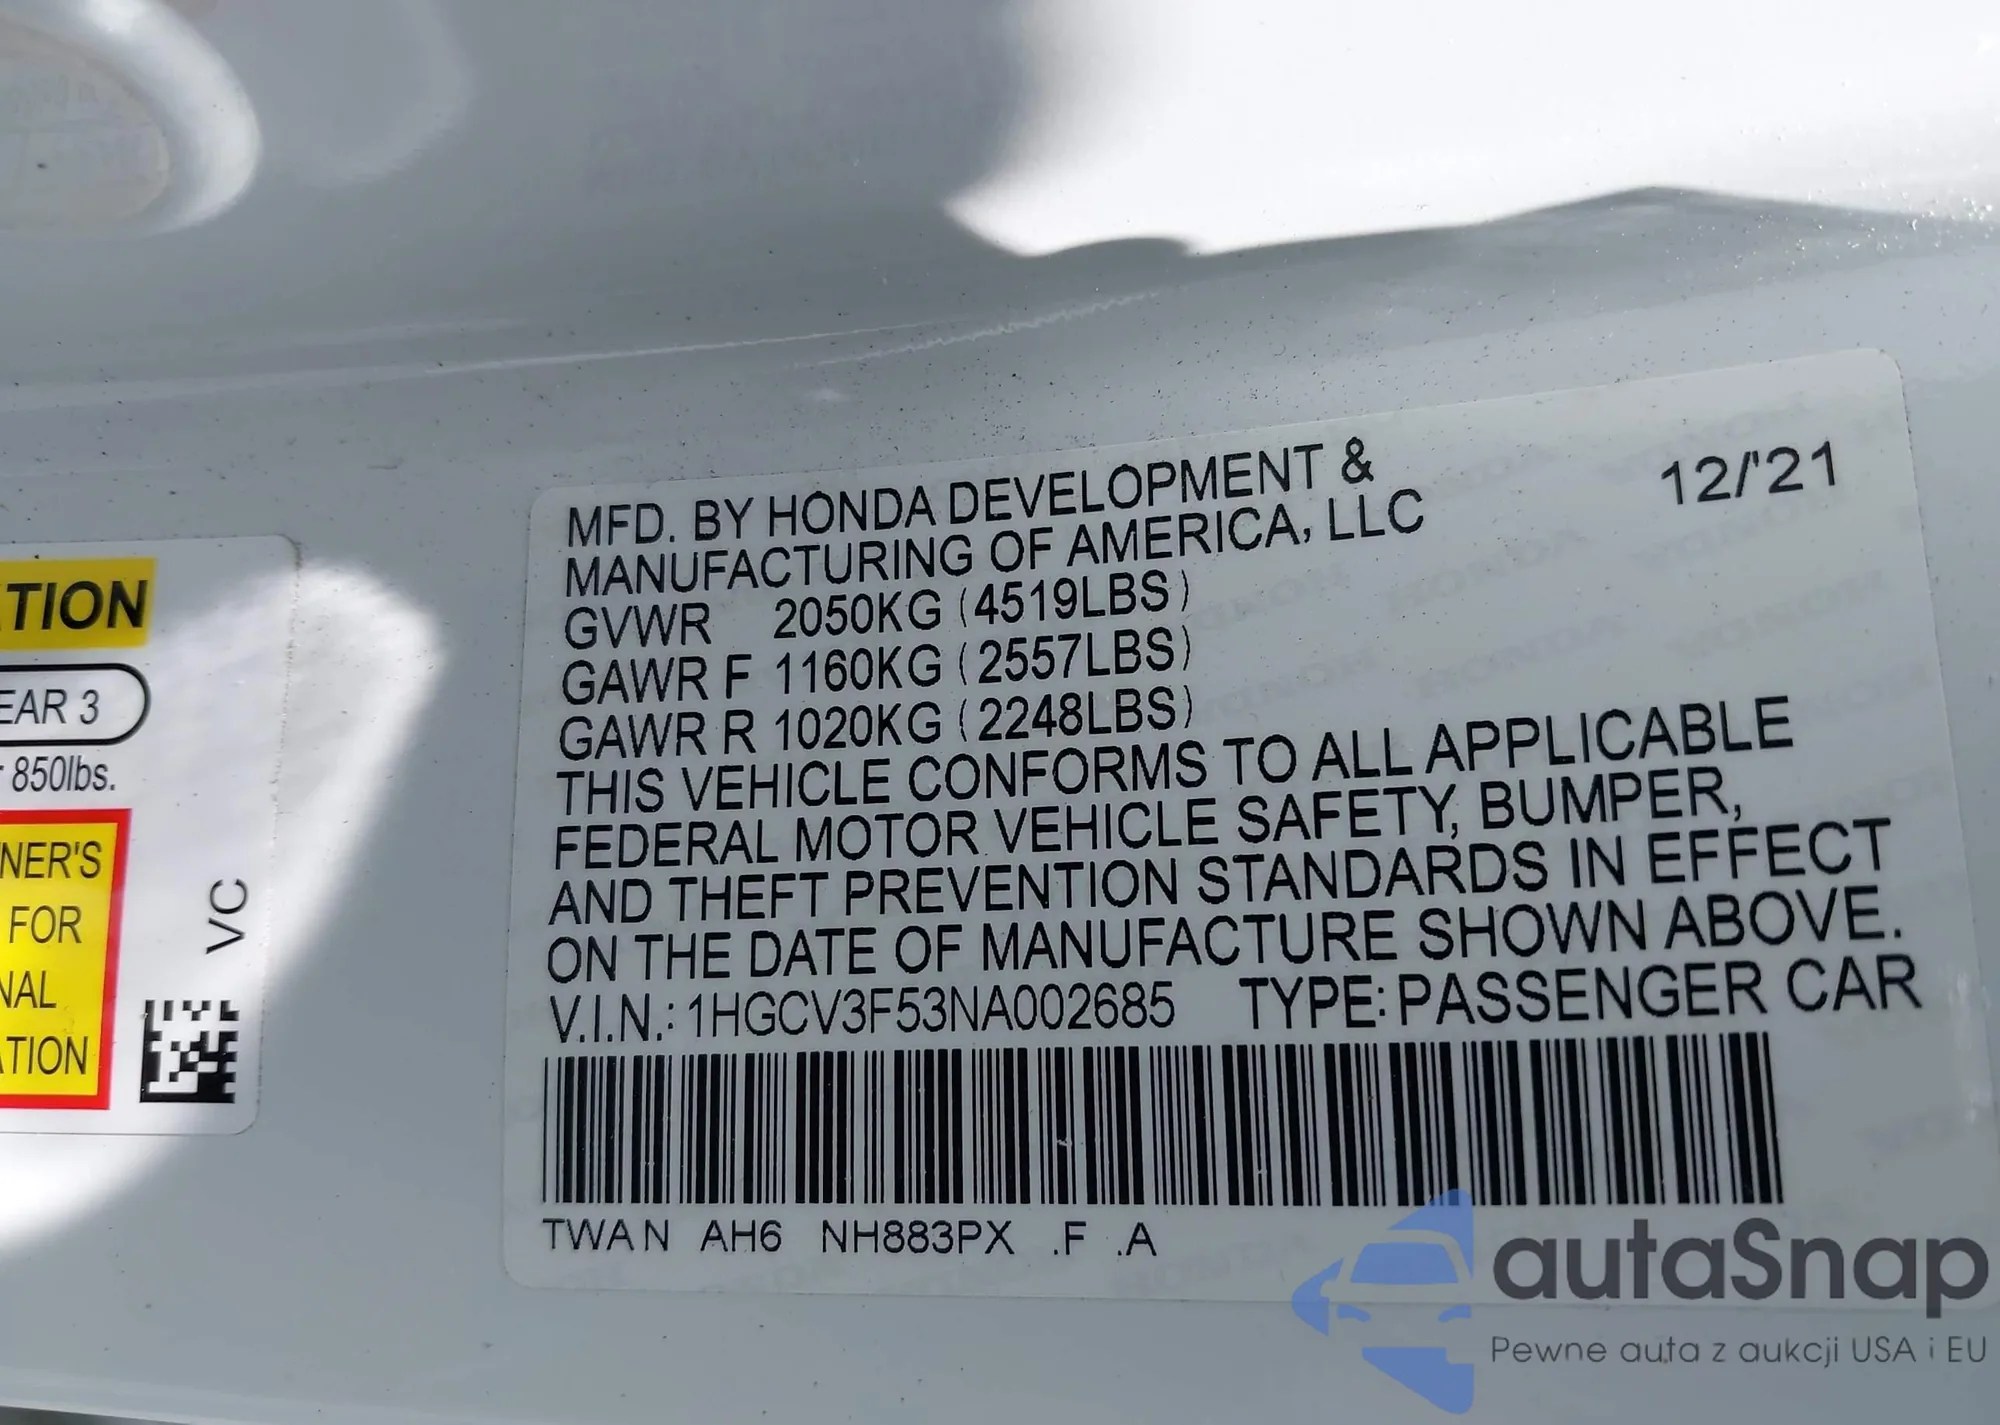 TION
EAR 3
850lbs.
NER'S
FOR
NAL
ATION
VC
MFD. BY HONDA DEVELOPMENT &
MANUFACTURING OF AMERICA, LLC
12/'21
GVWR 2050KG (4519LBS)
GAWR F 1160KG (2557LBS)
GAWR R 1020KG (2248LBS)
THIS VEHICLE CONFORMS TO ALL APPLICABLE
FEDERAL MOTOR VEHICLE SAFETY, BUMPER,
AND THEFT PREVENTION STANDARDS IN EFFECT
ON THE DATE OF MANUFACTURE SHOWN ABOVE.
V.I.N.: 1HGCV3F53NA002685 TYPE: PASSENGER CAR
TWAN AH6 NH883PX .F .A
autaSnap
Pewne auta z aukcji USA i EU